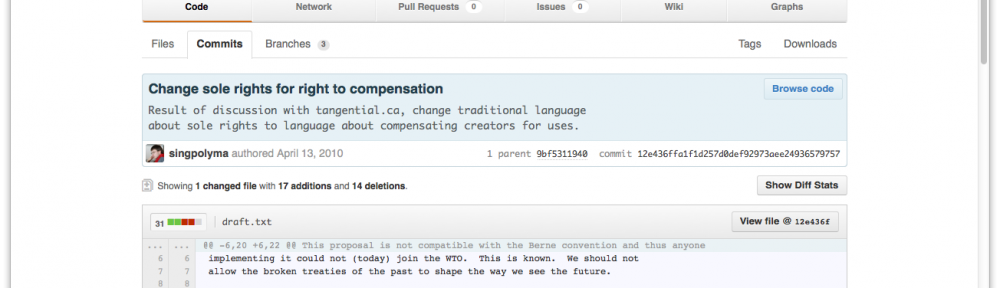 Code Network Pull Requests 0 Issues 0 Wiki Graphs
Files Commits Branches 3 Tags Downloads
Change sole rights for right to compensation Browse code
Result of discussion with tangential.ca, change traditional language
about sole rights to language about compensating creators for uses.
singpolyma authored April 13, 2010 1 parent 9bf5311940 commit 12e436ffa1f1d257d0def92973aee24936579757
Showing 1 changed file with 17 additions and 14 deletions. Show Diff Stats
31 draft.txt View file @ 12e436f
... ... @@ -6,20 +6,22 @@ This proposal is not compatible with the Berne convention and thus anyone
6 6 implementing it could not (today) join the WTO. This is known. We should not
7 7 allow the broken treaties of the past to shape the way we see the future.
8 8